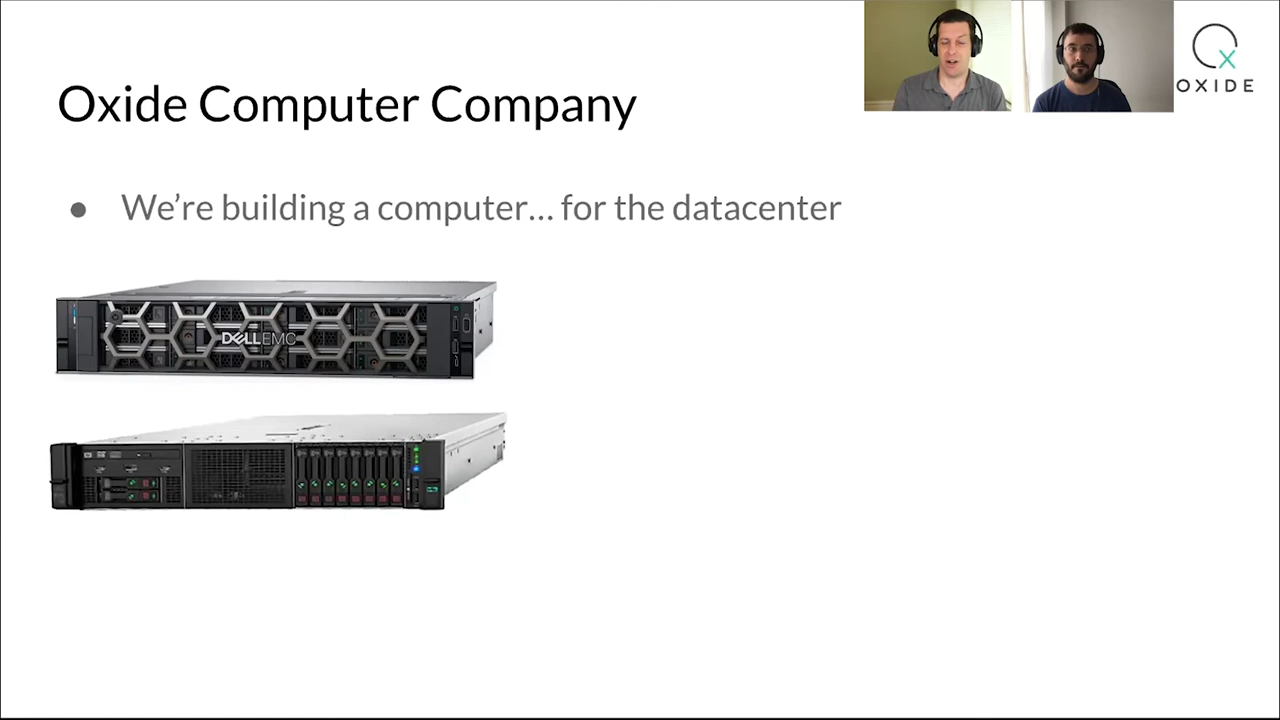 Oxide Computer Company
OXIDE
● We’re building a computer… for the datacenter
DELLEMC